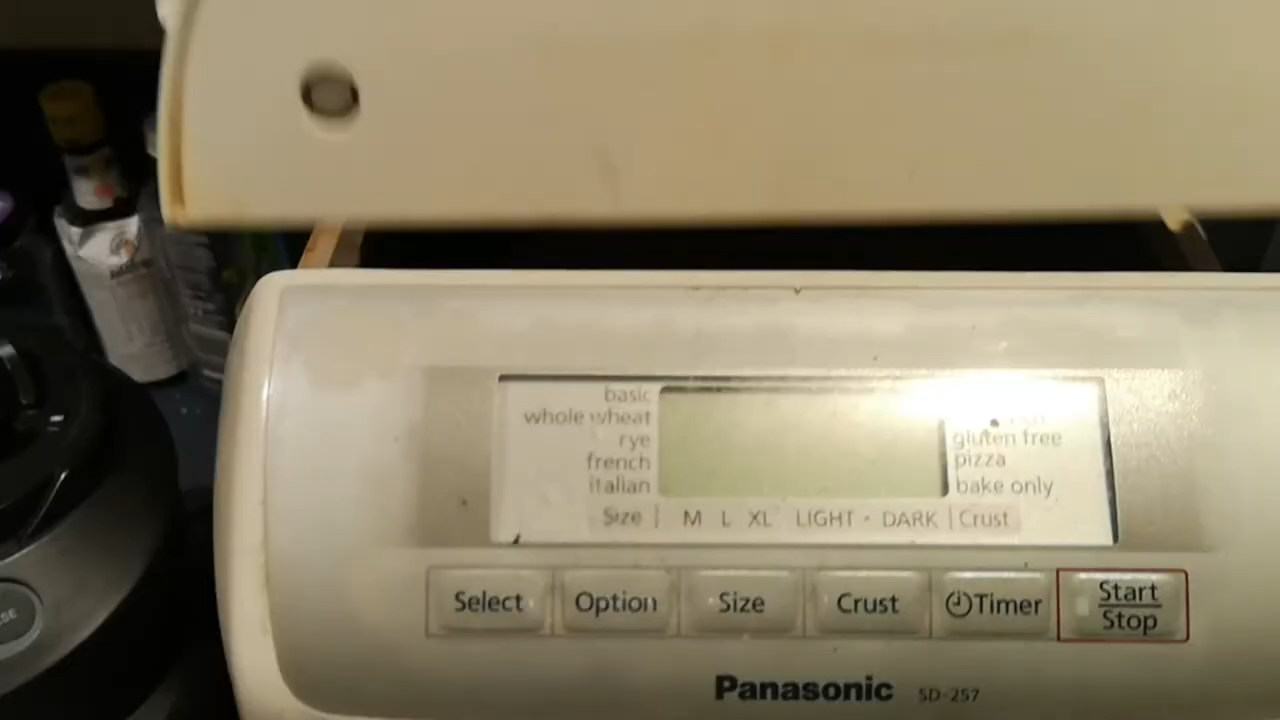 basic
whole wheat
rye
french
italian
gluten free
pizza
bake only
Size | M L XL LIGHT - DARK | Crust
Select Option Size Crust Timer Start
Stop
Panasonic SD-257